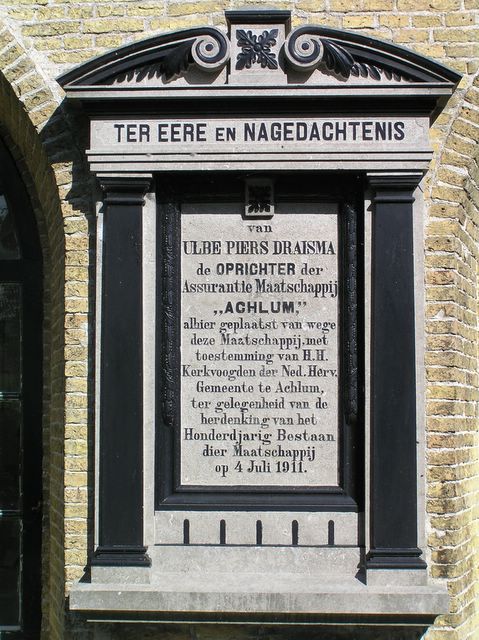 TER EERE EN NAGEDACHTENIS
van
ULBE PIERS DRAISMA
de OPRICHTER der
Assurantie Maatschappij
„ACHLUM,”
alhier geplaatst van wege
deze Maatschappij, met
toestemming van H.H.
Kerkvoogden der Ned. Herv.
Gemeente te Achlum,
ter gelegenheid van de
herdenking van het
Honderdjarig Bestaan
dier Maatschappij
op 4 Juli 1911.